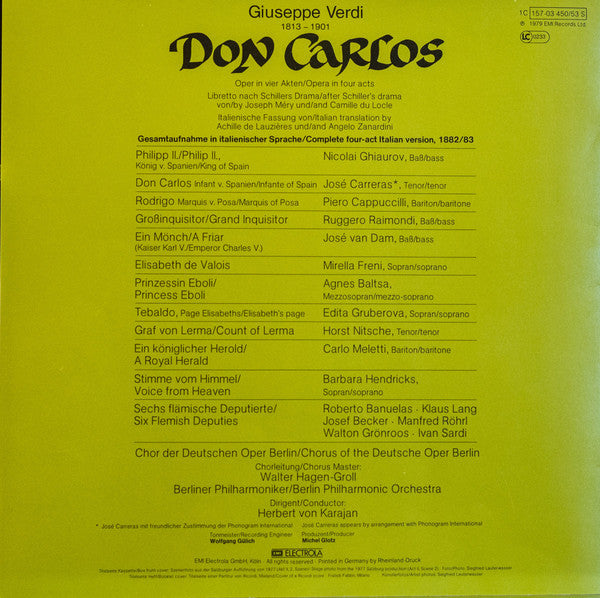 Giuseppe Verdi
1813 – 1901
1C 157-03 450/53 S
℗ 1979 EMI Records Ltd.
LC 0233
DON CARLOS
Oper in vier Akten/Opera in four acts
Libretto nach Schillers Drama/after Schiller's drama
von/by Joseph Méry und/and Camille du Locle
Italienische Fassung von/Italian translation by
Achille de Lauzières und/and Angelo Zanardini
Gesamtaufnahme in italienischer Sprache/Complete four-act Italian version, 1882/83
Philipp II./Philip II., Nicolai Ghiaurov, Baß/bass
König v. Spanien/King of Spain
Don Carlos Infant v. Spanien/Infante of Spain José Carreras*, Tenor/tenor
Rodrigo Marquis v. Posa/Marquis of Posa Piero Cappuccilli, Bariton/baritone
Großinquisitor/Grand Inquisitor Ruggero Raimondi, Baß/bass
Ein Mönch/A Friar José van Dam, Baß/bass
(Kaiser Karl V./Emperor Charles V.)
Elisabeth de Valois Mirella Freni, Sopran/soprano
Prinzessin Eboli/ Agnes Baltsa,
Princess Eboli Mezzosopran/mezzo-soprano
Tebaldo, Page Elisabeths/Elisabeth's page Edita Gruberova, Sopran/soprano
Graf von Lerma/Count of Lerma Horst Nitsche, Tenor/tenor
Ein königlicher Herold/ Carlo Meletti, Bariton/baritone
A Royal Herald
Stimme vom Himmel/ Barbara Hendricks,
Voice from Heaven Sopran/soprano
Sechs flämische Deputierte/ Roberto Banuelas · Klaus Lang
Six Flemish Deputies Josef Becker · Manfred Röhrl
Walton Grönroos · Ivan Sardi
Chor der Deutschen Oper Berlin/Chorus of the Deutsche Oper Berlin
Chorleitung/Chorus Master:
Walter Hagen-Groll
Berliner Philharmoniker/Berlin Philharmonic Orchestra
Dirigent/Conductor:
Herbert von Karajan
* José Carreras mit freundlicher Zustimmung der Phonogram International José Carreras appears by arrangement with Phonogram International
Tonmeister/Recording Engineer Produzent/Producer
Wolfgang Gülich Michel Glotz
EMI ELECTROLA
EMI Electrola GmbH, Köln All rights reserved · Printed in Germany by Rheinland Druck